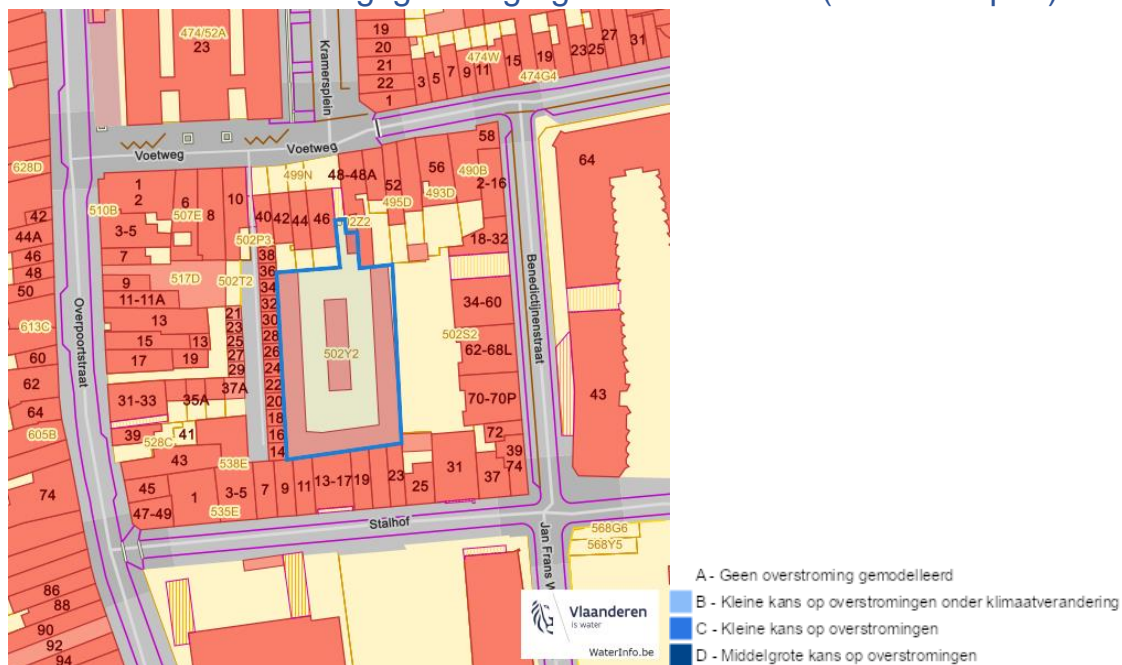 474/52A
23
19
20
21
22
1
3
5
7
9
11
474W
15
19
474G4
23
25
27
31
Kramersplein
Voetweg
Voetweg
628D
1
2
6
507E
8
10
510B
3-5
7
499N
48-48A
52
495D
56
493D
58
490B
2-16
64
42
44A
46
48
50
40
42
44
46
502P3
38
36
34
32
30
28
26
24
22
20
18
16
14
18-32
517D
502T2
9
11-11A
13
15
13
17
19
21
23
25
27
29
37A
613C
60
62
64
605B
Overpoortstraat
31-33
35A
39
41
528C
43
538E
502Y2
34-60
502S2
62-68L
70-70P
72
39
74
Benedictijnenstraat
43
74
45
47-49
1
3-5
535E
7
9
11
13-17
19
23
25
31
37
Stalhof
568G6
568Y5
Jan Frans W
86
88
90
92
94
Vlaanderen
is water
WaterInfo.be
A - Geen overstroming gemodelleerd
B - Kleine kans op overstromingen onder klimaatverandering
C - Kleine kans op overstromingen
D - Middelgrote kans op overstromingen